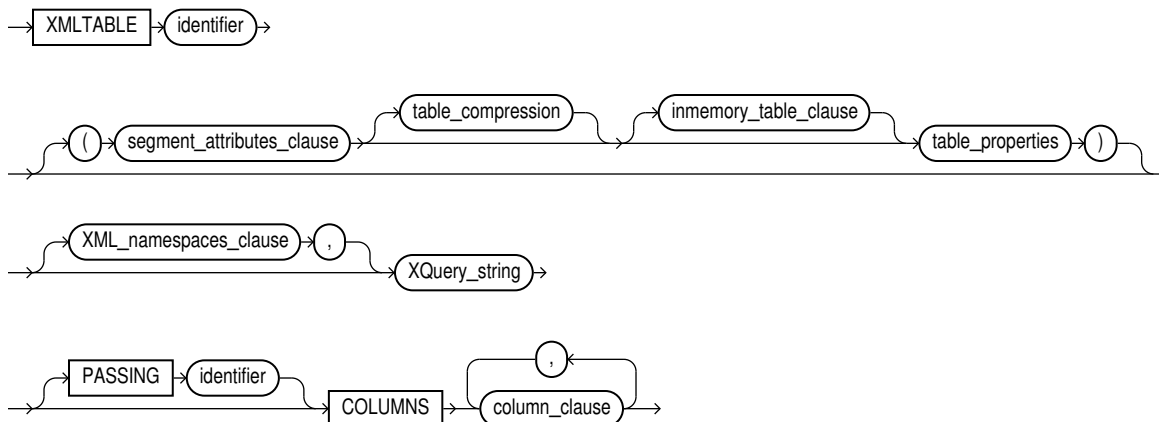 XMLTABLE identifier
table_compression inmemory_table_clause
( segment_attributes_clause table_properties )
XML_namespaces_clause ,
XQuery_string
PASSING identifier ,
COLUMNS column_clause